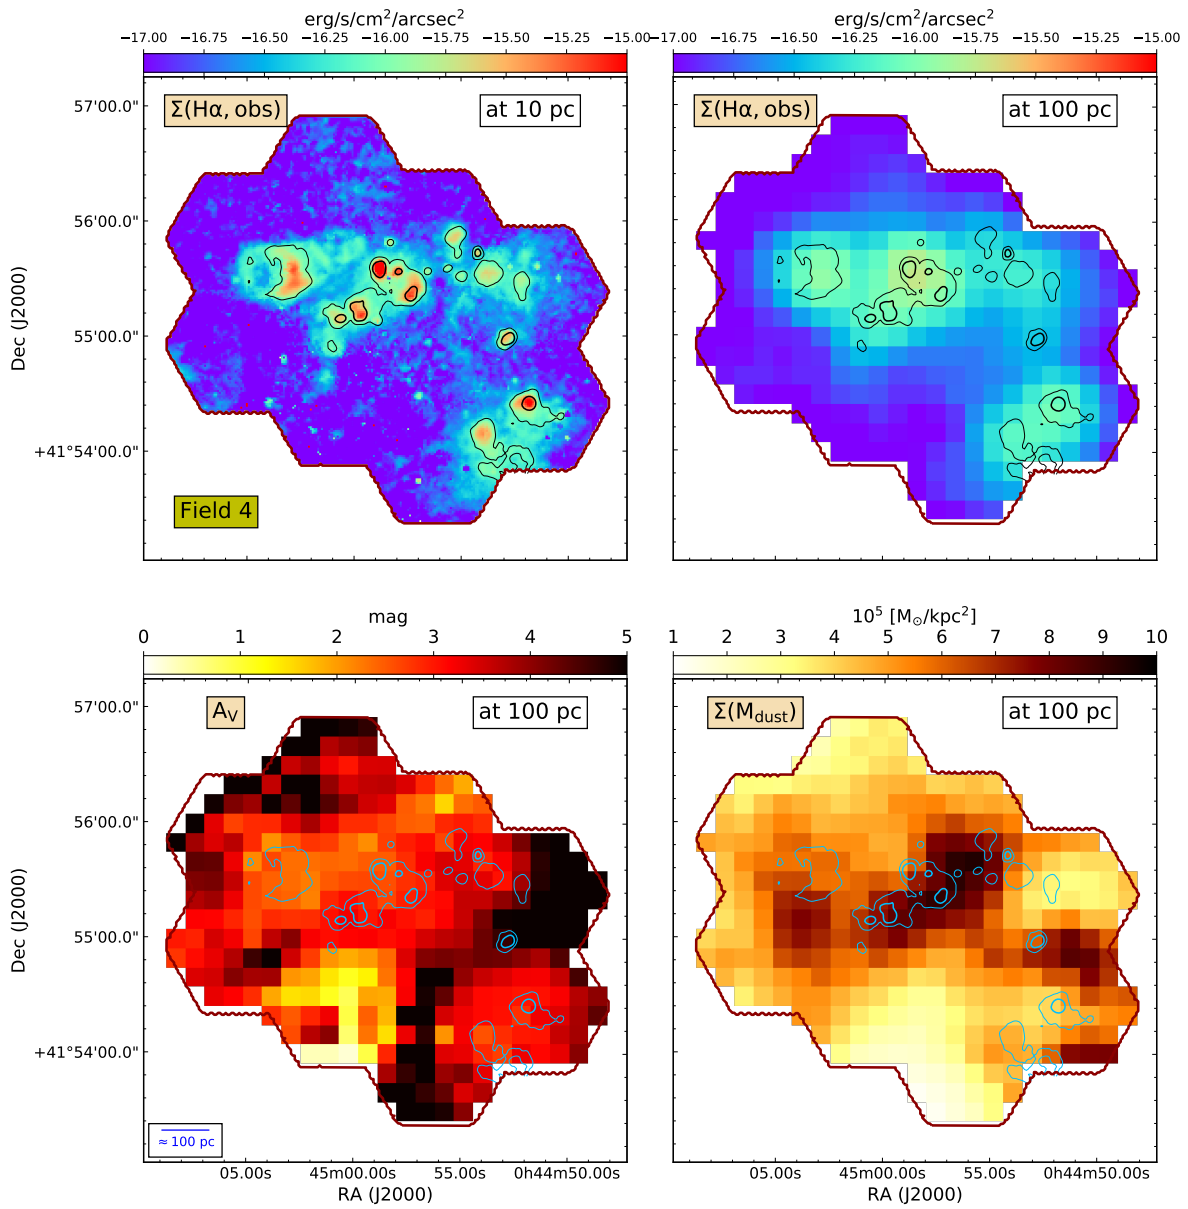 erg/s/cm²/arcsec² erg/s/cm²/arcsec²
−17.00 −16.75 −16.50 −16.25 −16.00 −15.75 −15.50 −15.25 −15.00 −17.00 −16.75 −16.50 −16.25 −16.00 −15.75 −15.50 −15.25 −15.00
Σ(Hα, obs) at 10 pc Σ(Hα, obs) at 100 pc
57'00.0"
56'00.0"
Dec (J2000)
55'00.0"
+41°54'00.0"
Field 4
mag 10⁵ [M☉/kpc²]
0 1 2 3 4 5 1 2 3 4 5 6 7 8 9 10
A_V at 100 pc Σ(M_dust) at 100 pc
57'00.0"
56'00.0"
Dec (J2000)
55'00.0"
+41°54'00.0"
≈ 100 pc
05.00s 45m00.00s 55.00s 0h44m50.00s 05.00s 45m00.00s 55.00s 0h44m50.00s
RA (J2000) RA (J2000)